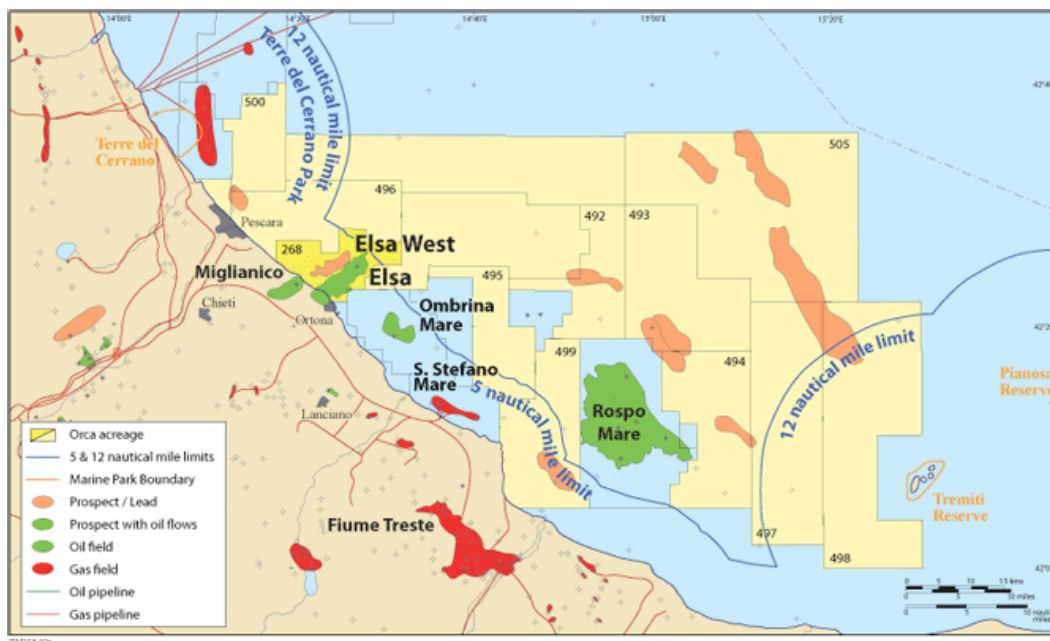 14°00'E
14°40'E
15°00'E
15°20'E
500
12 nautical mile limit
Terre del Cerrano Park
42°40'
505
Terre del
Cerrano
496
Pescara
492
493
268
Elsa West
Miglianico
Elsa
495
Chieti
Ortona
Ombrina
Mare
499
494
S. Stefano
Mare
5 nautical mile limit
12 nautical mile limit
Pianosa
Reserve
Lanciano
Rospo
Mare
Tremiti
Reserve
Fiume Treste
497
498
42°0
Orca acreage
5 & 12 nautical mile limits
Marine Park Boundary
Prospect / Lead
Prospect with oil flows
Oil field
Gas field
Oil pipeline
Gas pipeline
0 5 10 15 kms
10 miles
0 5